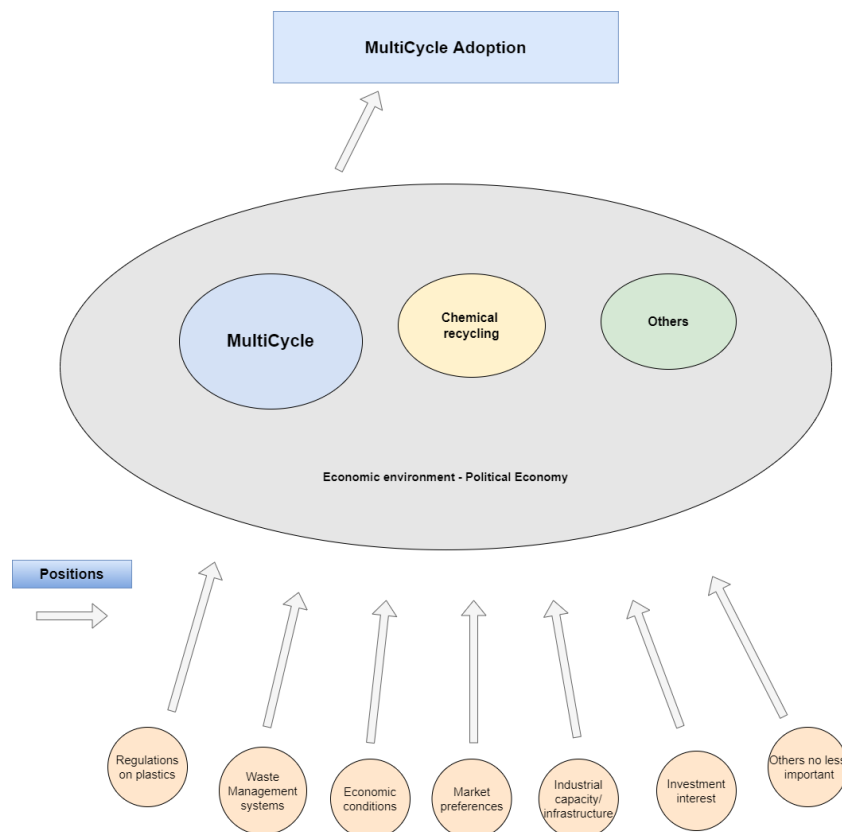 MultiCycle Adoption
MultiCycle
Chemical
recycling
Others
Economic environment - Political Economy
Positions
Regulations
on plastics
Waste
Management
systems
Economic
conditions
Market
preferences
Industrial
capacity/
infrastructure
Investment
interest
Others no less
important